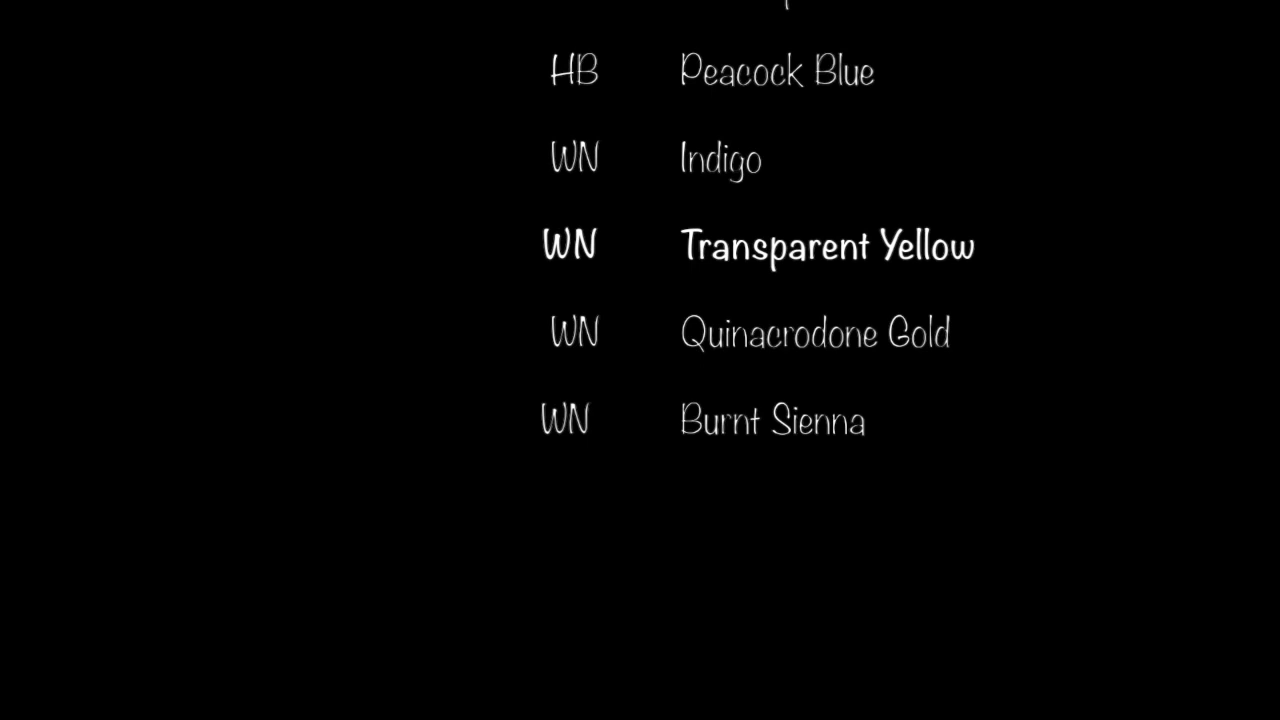 HB Peacock Blue
WN Indigo
WN Transparent Yellow
WN Quinacrodone Gold
WN Burnt Sienna